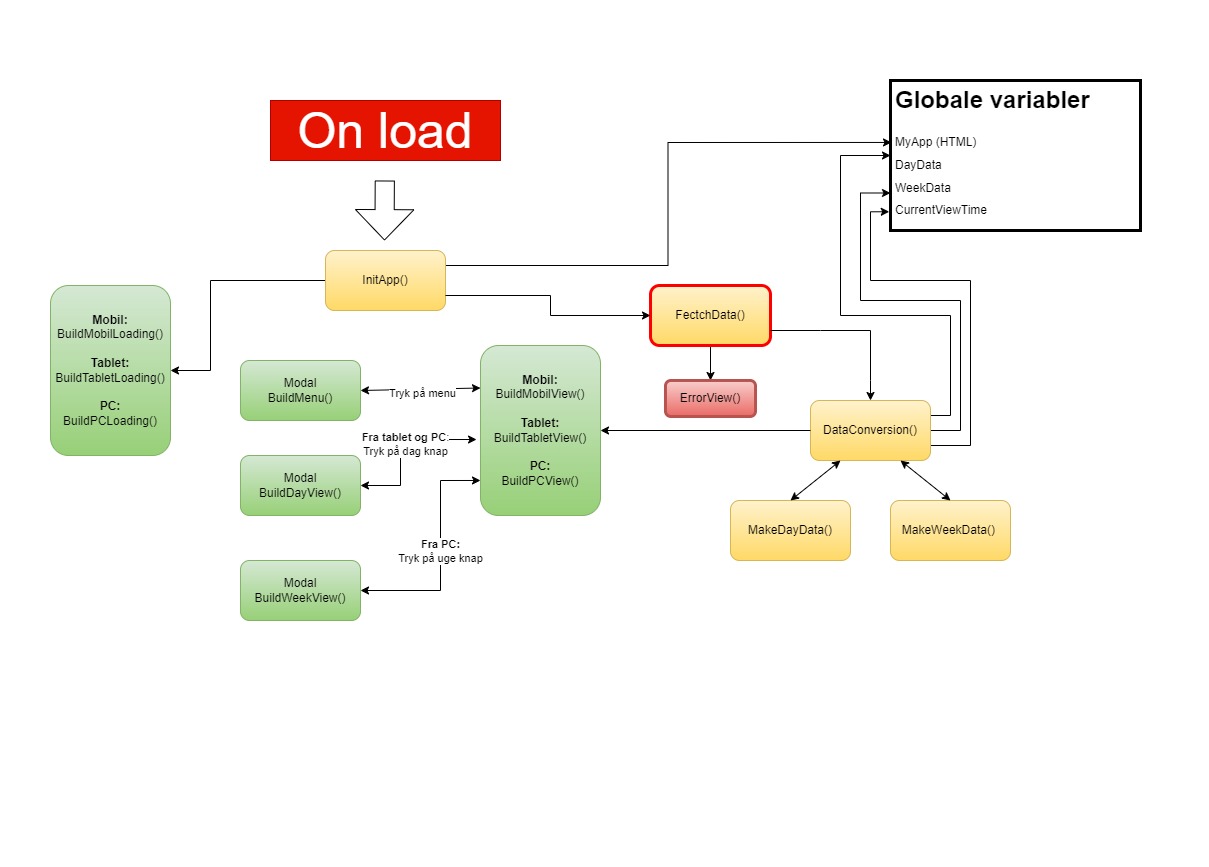 On load
Globale variabler
MyApp (HTML)
DayData
WeekData
CurrentViewTime
InitApp()
FectchData()
ErrorView()
DataConversion()
MakeDayData()
MakeWeekData()
Mobil:
BuildMobilLoading()
Tablet:
BuildTabletLoading()
PC:
BuildPCLoading()
Modal
BuildMenu()
Tryk på menu
Mobil:
BuildMobilView()
Tablet:
BuildTabletView()
PC:
BuildPCView()
Fra tablet og PC:
Tryk på dag knap
Modal
BuildDayView()
Fra PC:
Tryk på uge knap
Modal
BuildWeekView()